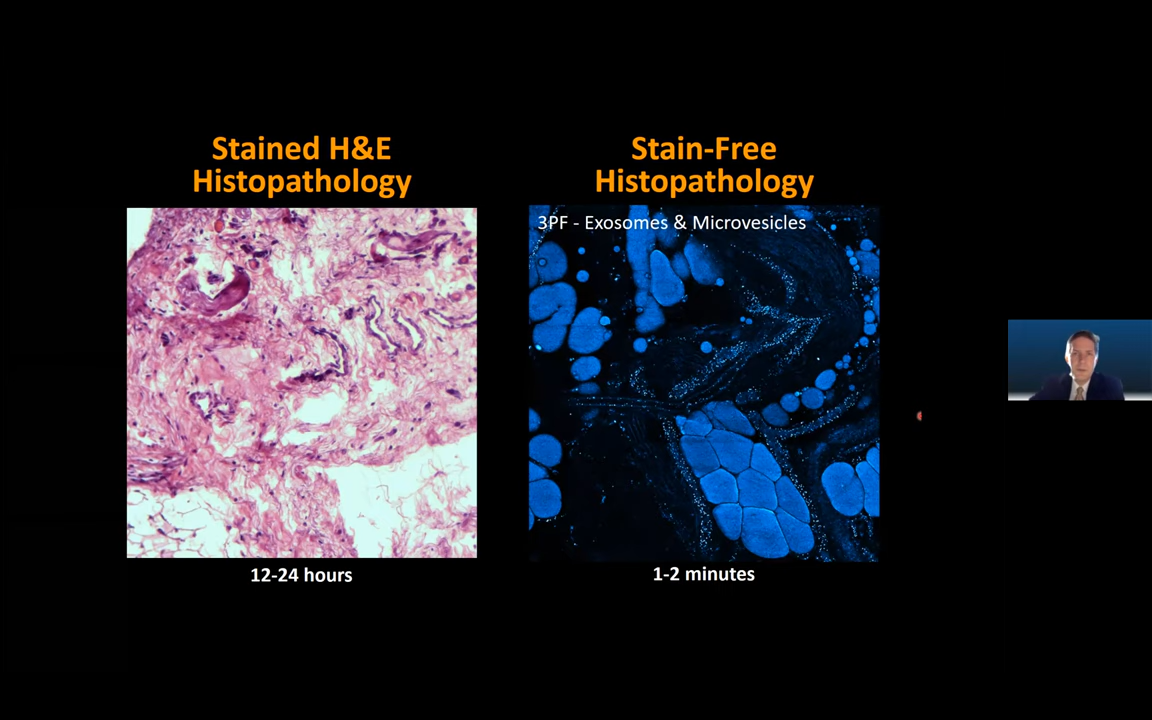 Stained H&E
Histopathology
12-24 hours
Stain-Free
Histopathology
3PF - Exosomes & Microvesicles
1-2 minutes